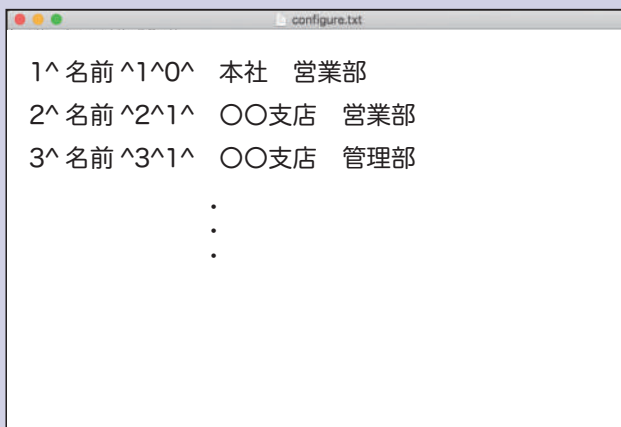 configure.txt
1^ 名前 ^1^0^　本社　営業部
2^ 名前 ^2^1^　〇〇支店　営業部
3^ 名前 ^3^1^　〇〇支店　管理部
・
・
・